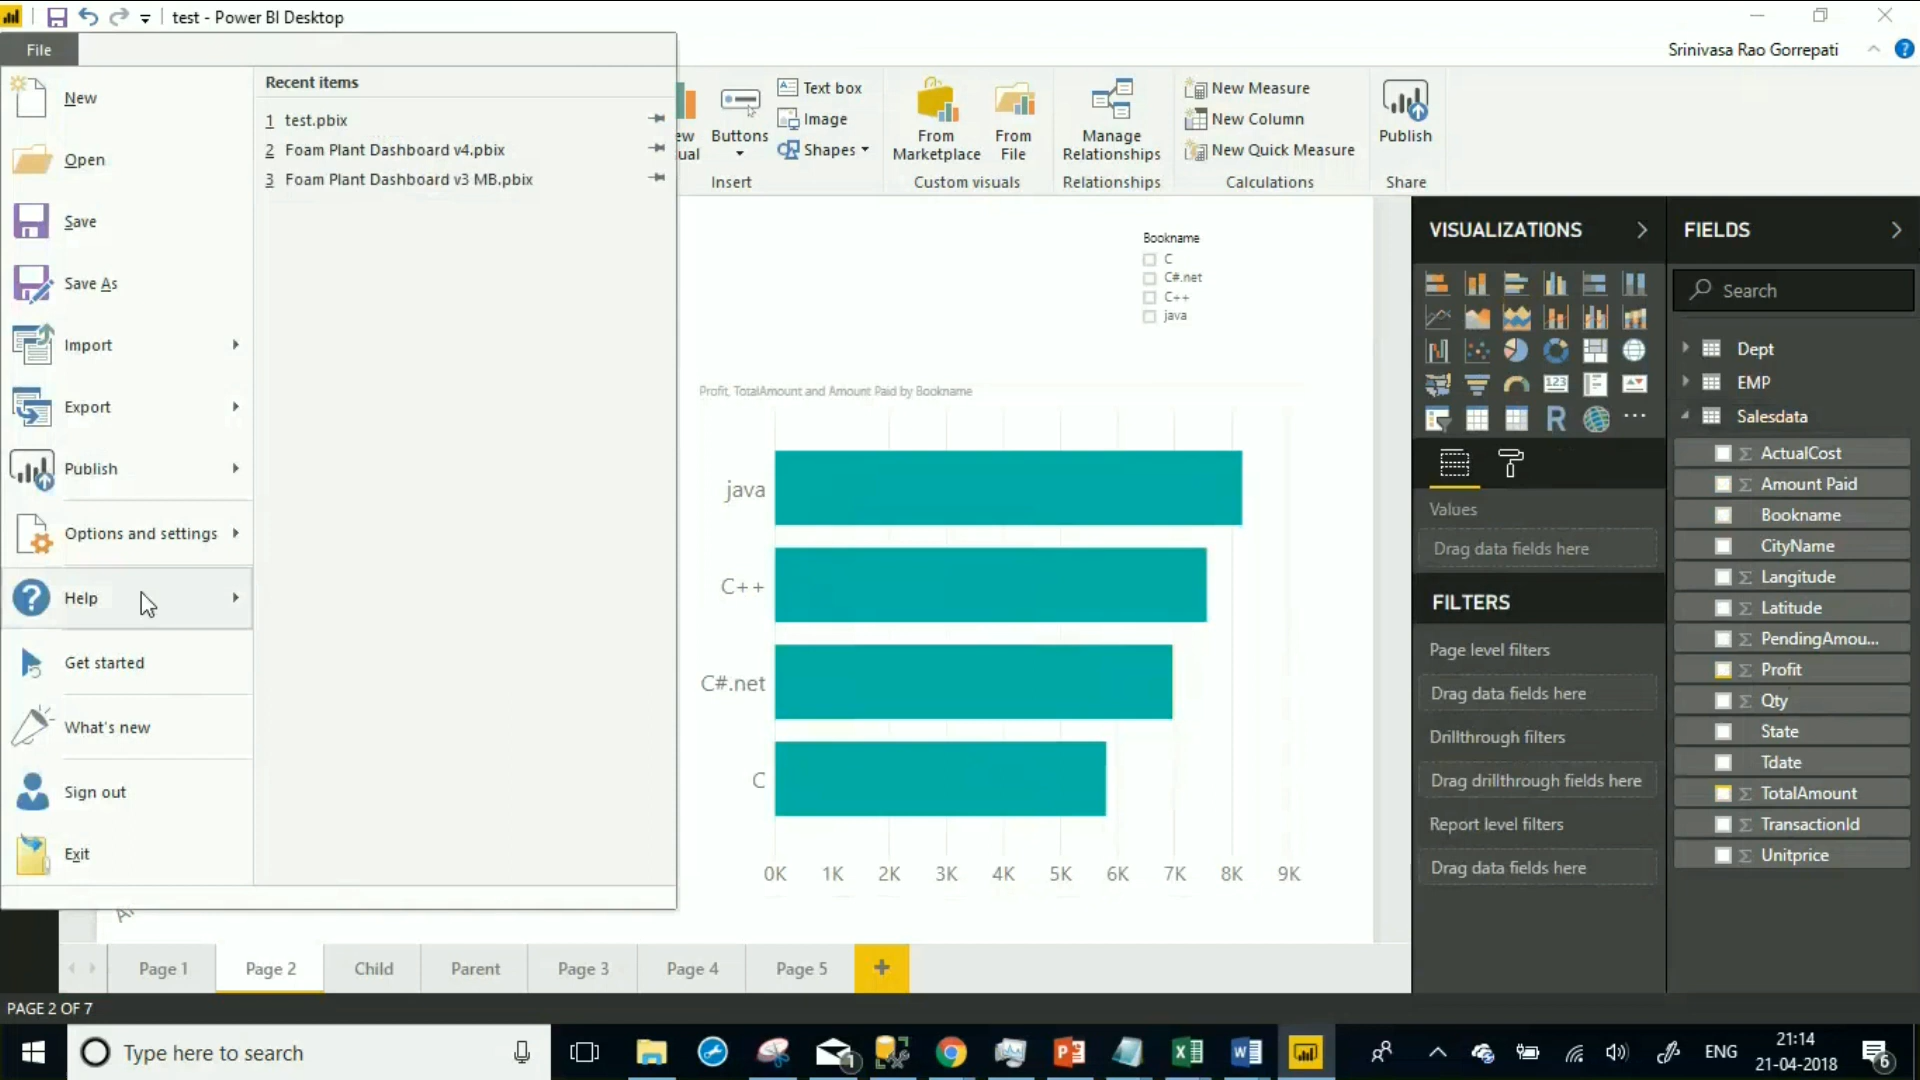 test - Power BI Desktop
File
Srinivasa Rao Gorrepati
New
Open
Save
Save As
Import
Export
Publish
Options and settings
Help
Get started
What's new
Sign out
Exit
Recent items
1 test.pbix
2 Foam Plant Dashboard v4.pbix
3 Foam Plant Dashboard v3 MB.pbix
Buttons
Text box
Image
Shapes
Insert
From Marketplace
From File
Custom visuals
Manage Relationships
Relationships
New Measure
New Column
New Quick Measure
Calculations
Publish
Share
Bookname
C
C#.net
C++
java
Profit, TotalAmount and Amount Paid by Bookname
java
C++
C#.net
C
0K 1K 2K 3K 4K 5K 6K 7K 8K 9K
VISUALIZATIONS
123
R
Values
Drag data fields here
FILTERS
Page level filters
Drag data fields here
Drillthrough filters
Drag drillthrough fields here
Report level filters
Drag data fields here
FIELDS
Search
Dept
EMP
Salesdata
ActualCost
Amount Paid
Bookname
CityName
Langitude
Latitude
PendingAmou...
Profit
Qty
State
Tdate
TotalAmount
TransactionId
Unitprice
Page 1 Page 2 Child Parent Page 3 Page 4 Page 5 +
PAGE 2 OF 7
Type here to search
1
ENG
21:14
21-04-2018
6